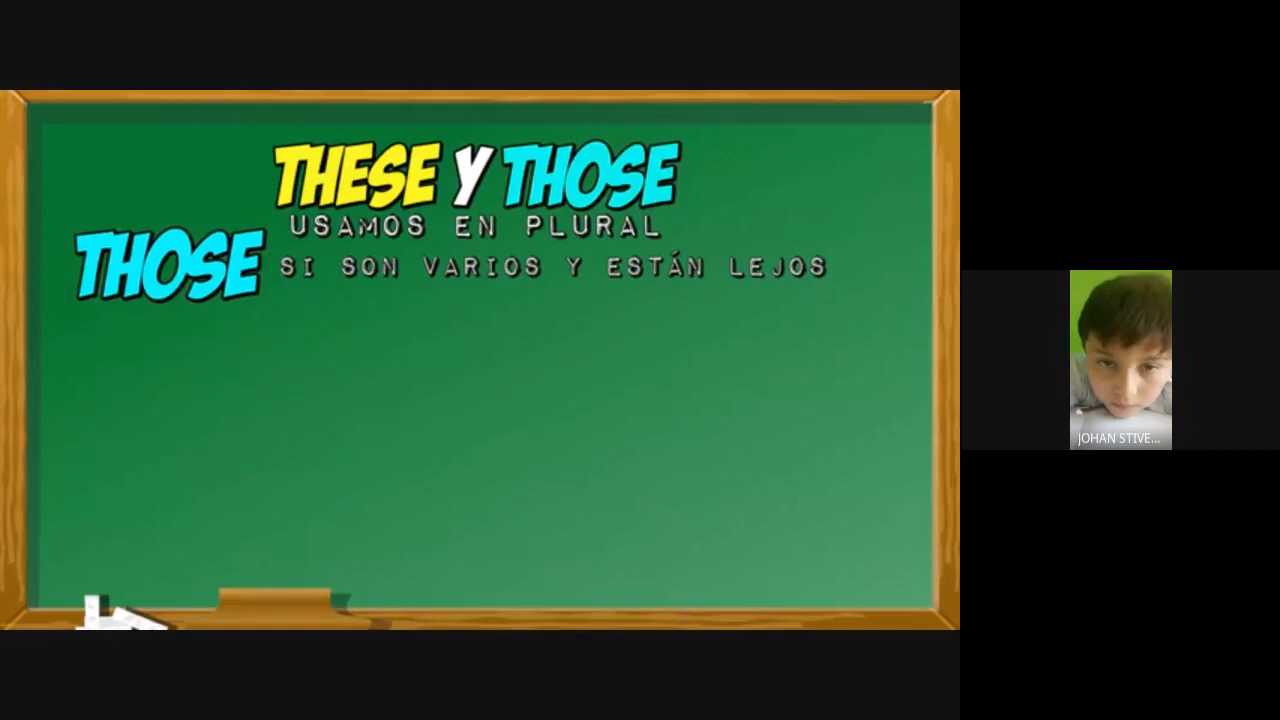 THESE Y THOSE
USAMOS EN PLURAL
THOSE SI SON VARIOS Y ESTÁN LEJOS
JOHAN STIVE...